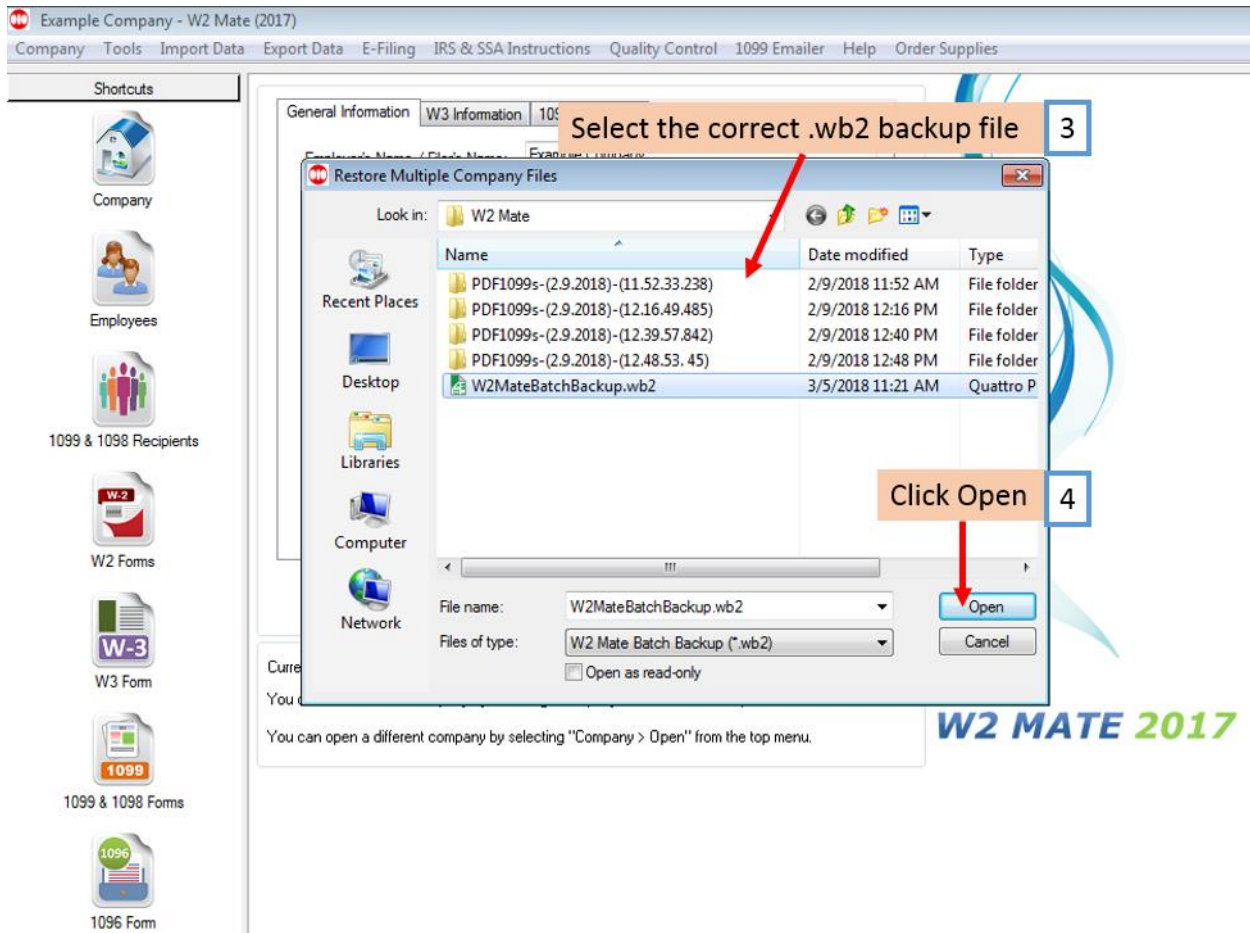 Example Company - W2 Mate (2017)
Company Tools Import Data Export Data E-Filing IRS & SSA Instructions Quality Control 1099 Emailer Help Order Supplies
Shortcuts
Company
Employees
1099 & 1098 Recipients
W-2
W2 Forms
W-3
W3 Form
1099
1099 & 1098 Forms
1096
1096 Form
General Information W3 Information
Select the correct .wb2 backup file 3
Example Company
Restore Multiple Company Files
Look in: W2 Mate
Name Date modified Type
PDF1099s-(2.9.2018)-(11.52.33.238) 2/9/2018 11:52 AM File folder
PDF1099s-(2.9.2018)-(12.16.49.485) 2/9/2018 12:16 PM File folder
PDF1099s-(2.9.2018)-(12.39.57.842) 2/9/2018 12:40 PM File folder
PDF1099s-(2.9.2018)-(12.48.53. 45) 2/9/2018 12:48 PM File folder
W2MateBatchBackup.wb2 3/5/2018 11:21 AM Quattro P
Recent Places
Desktop
Libraries
Computer
Network
Click Open 4
File name: W2MateBatchBackup.wb2 Open
Files of type: W2 Mate Batch Backup (*.wb2) Cancel
Open as read-only
You can open a different company by selecting "Company > Open" from the top menu.
W2 MATE 2017